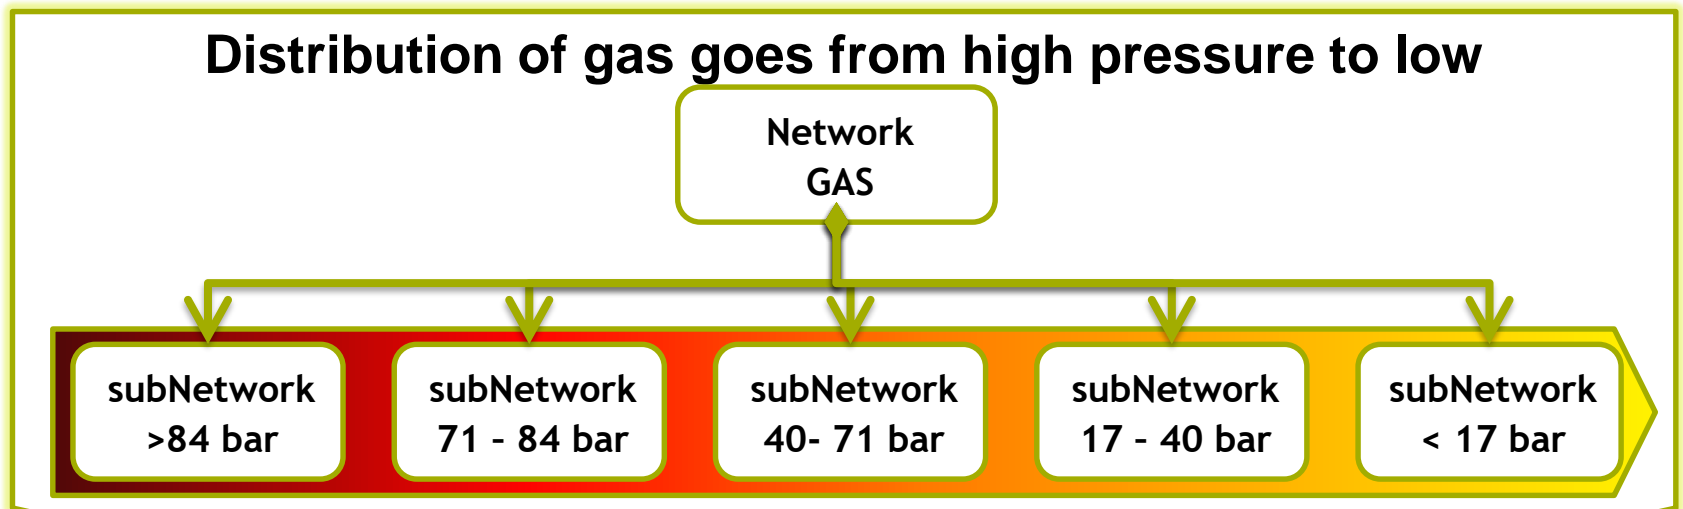 Distribution of gas goes from high pressure to low
Network
GAS
subNetwork
>84 bar
subNetwork
71 – 84 bar
subNetwork
40- 71 bar
subNetwork
17 – 40 bar
subNetwork
< 17 bar